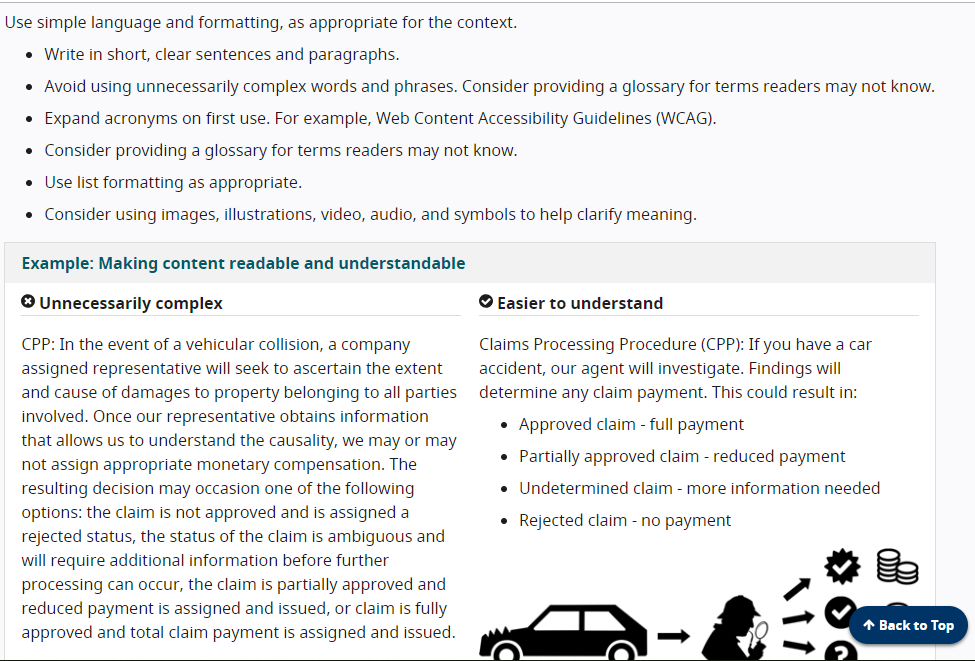 Use simple language and formatting, as appropriate for the context.
Write in short, clear sentences and paragraphs.
Avoid using unnecessarily complex words and phrases. Consider providing a glossary for terms readers may not know.
Expand acronyms on first use. For example, Web Content Accessibility Guidelines (WCAG).
Consider providing a glossary for terms readers may not know.
Use list formatting as appropriate.
Consider using images, illustrations, video, audio, and symbols to help clarify meaning.
Example: Making content readable and understandable
Unnecessarily complex
CPP: In the event of a vehicular collision, a company
assigned representative will seek to ascertain the extent
and cause of damages to property belonging to all parties
involved. Once our representative obtains information
that allows us to understand the causality, we may or may
not assign appropriate monetary compensation. The
resulting decision may occasion one of the following
options: the claim is not approved and is assigned a
rejected status, the status of the claim is ambiguous and
will require additional information before further
processing can occur, the claim is partially approved and
reduced payment is assigned and issued, or claim is fully
approved and total claim payment is assigned and issued.
Easier to understand
Claims Processing Procedure (CPP): If you have a car
accident, our agent will investigate. Findings will
determine any claim payment. This could result in:
Approved claim - full payment
Partially approved claim - reduced payment
Undetermined claim - more information needed
Rejected claim - no payment
?
Back to Top